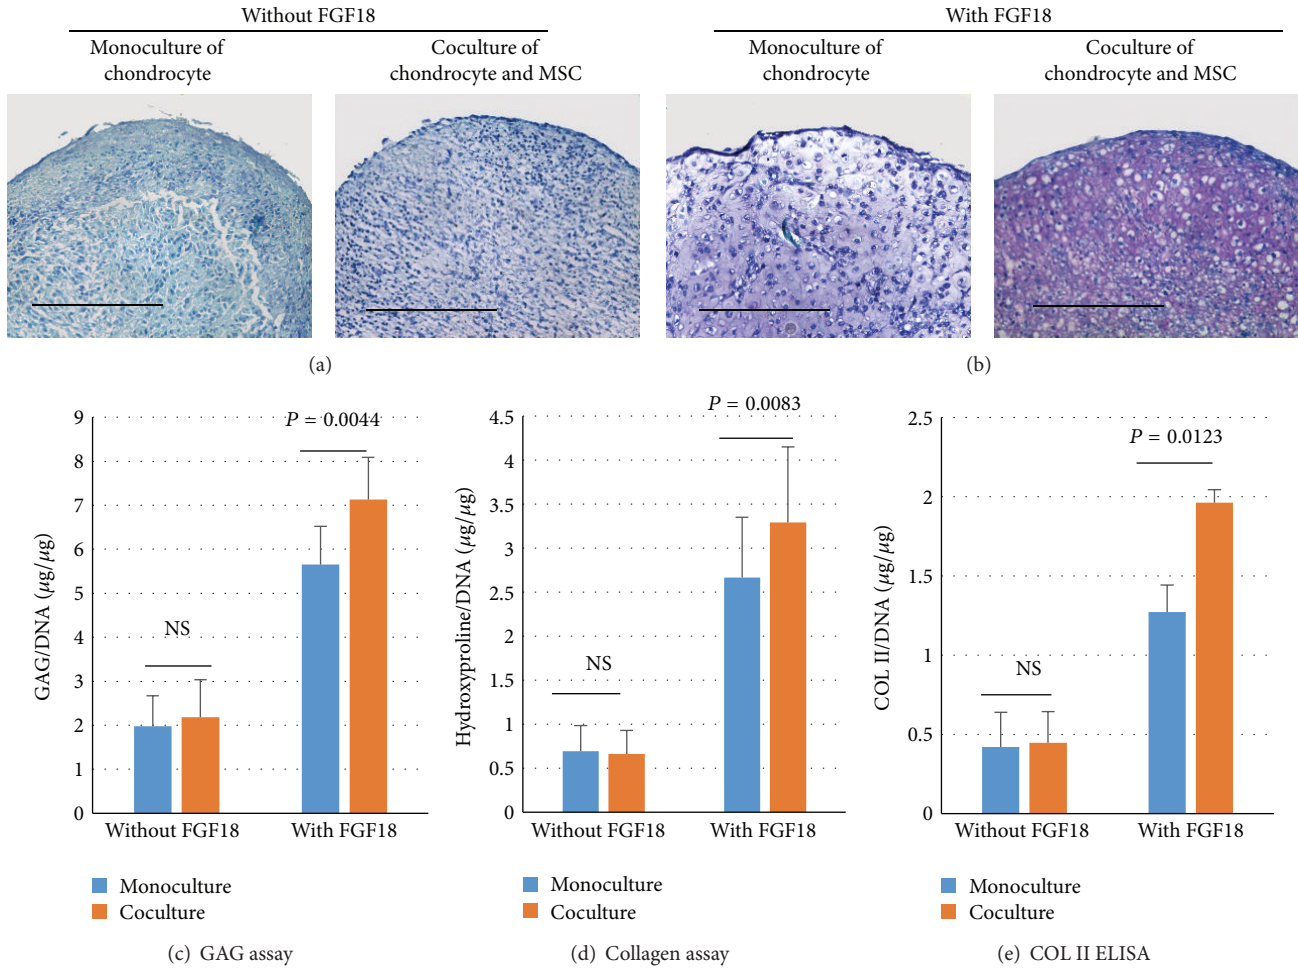 Without FGF18
With FGF18
Monoculture of
chondrocyte
Coculture of
chondrocyte and MSC
Monoculture of
chondrocyte
Coculture of
chondrocyte and MSC
(a)
(b)
GAG/DNA (μg/μg)
9
8
7
6
5
4
3
2
1
0
NS
P = 0.0044
Without FGF18
With FGF18
Monoculture
Coculture
(c) GAG assay
Hydroxyproline/DNA (μg/μg)
4.5
4
3.5
3
2.5
2
1.5
1
0.5
0
NS
P = 0.0083
Without FGF18
With FGF18
Monoculture
Coculture
(d) Collagen assay
COL II/DNA (μg/μg)
2.5
2
1.5
1
0.5
0
NS
P = 0.0123
Without FGF18
With FGF18
Monoculture
Coculture
(e) COL II ELISA